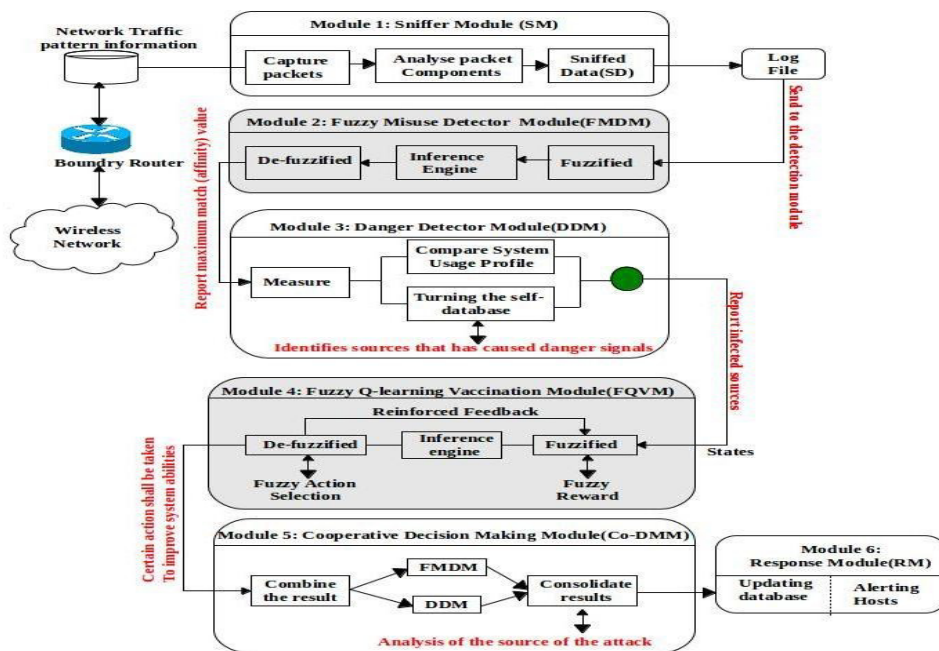 Module 1: Sniffer Module (SM)
Network Traffic
pattern information
Capture
packets
Analyse packet
Components
Sniffed
Data(SD)
Log
File
Send to the detection module
Boundry Router
Wireless
Network
Module 2: Fuzzy Misuse Detector Module(FMDM)
De-fuzzified
Inference
Engine
Fuzzified
Report maximum match (affinity) value
Module 3: Danger Detector Module(DDM)
Measure
Compare System
Usage Profile
Turning the self-
database
Identifies sources that has caused danger signals
Report infected sources
Module 4: Fuzzy Q-learning Vaccination Module(FQVM)
Reinforced Feedback
De-fuzzified
Inference
engine
Fuzzified
States
Fuzzy Action
Selection
Fuzzy
Reward
Certain action shall be taken
To improve system abilities
Module 5: Cooperative Decision Making Module(Co-DMM)
Combine
the result
FMDM
DDM
Consolidate
results
Analysis of the source of the attack
Module 6:
Response Module(RM)
Updating
database
Alerting
Hosts